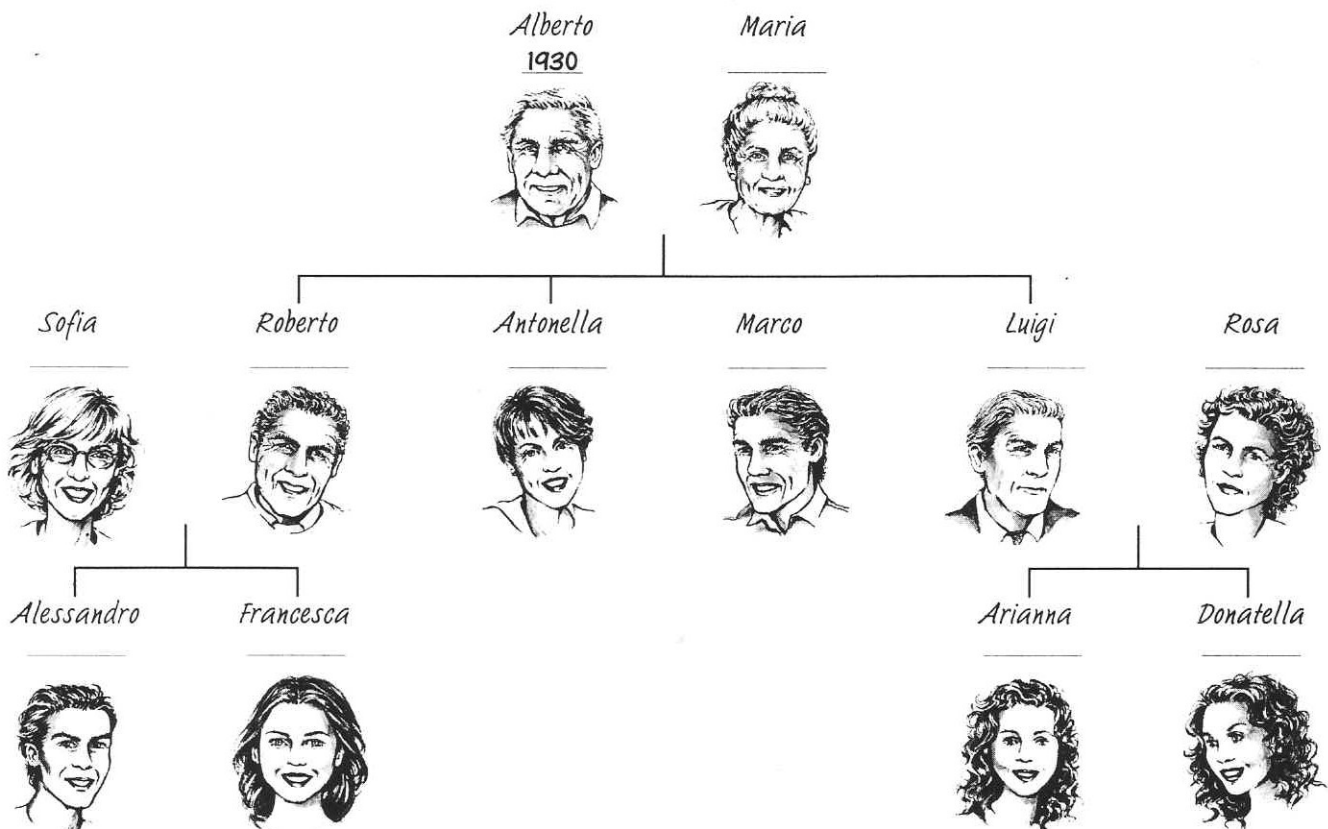 Alberto Maria
1930
Sofia Roberto Antonella Marco Luigi Rosa
Alessandro Francesca Arianna Donatella